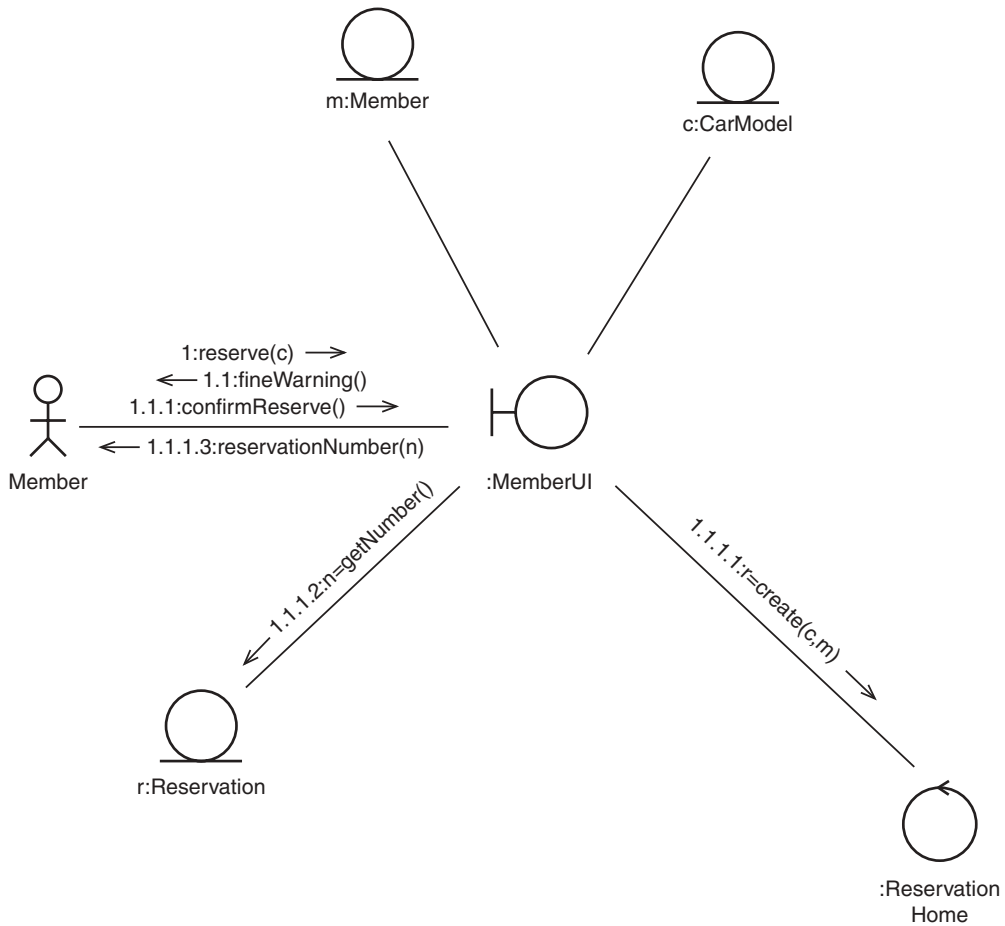 m:Member
c:CarModel
1:reserve(c)
1.1:fineWarning()
1.1.1:confirmReserve()
1.1.1.3:reservationNumber(n)
Member
:MemberUI
1.1.1.2:n=getNumber()
1.1.1.1:r=create(c,m)
r:Reservation
:Reservation
Home